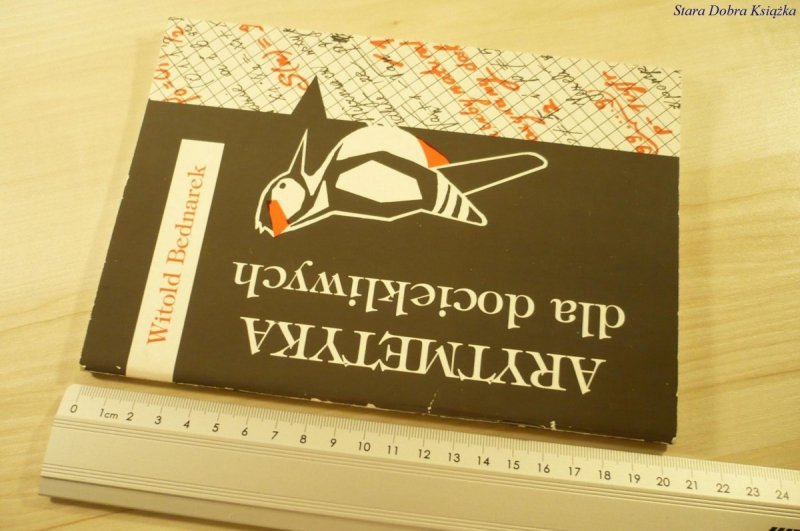 Stara Dobra Książka
Witold Bednarek
ARYTMETYKA
dla dociekliwych
0 1cm 2 3 4 5 6 7 8 9 10 11 12 13 14 15 16 17 18 19 20 21 22 23 24